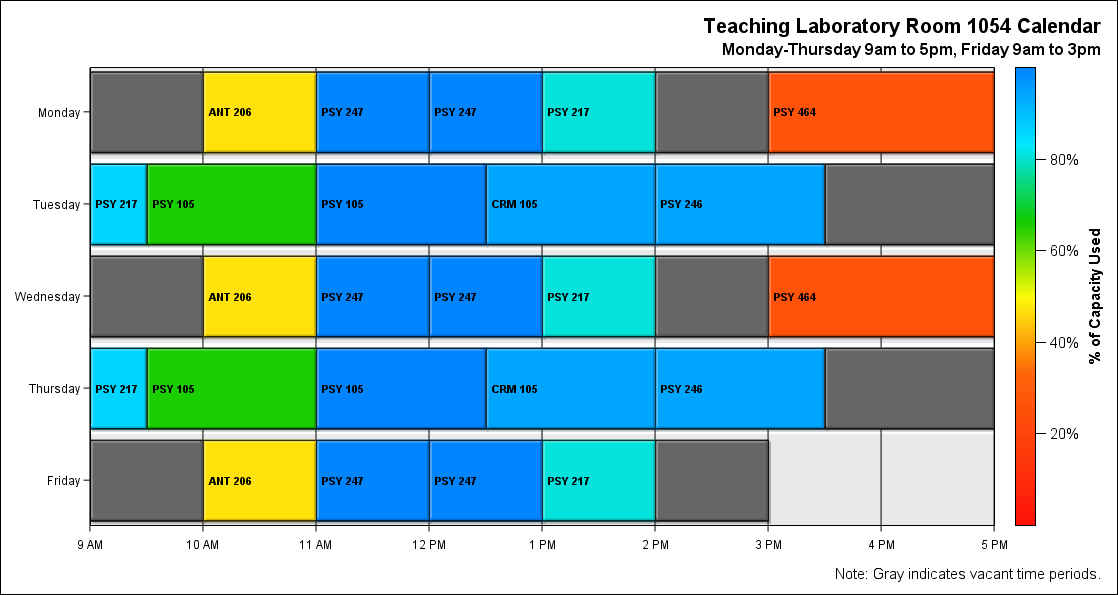 Teaching Laboratory Room 1054 Calendar
Monday-Thursday 9am to 5pm, Friday 9am to 3pm
Monday
ANT 206
PSY 247
PSY 247
PSY 217
PSY 464
Tuesday
PSY 217
PSY 105
PSY 105
CRM 105
PSY 246
Wednesday
ANT 206
PSY 247
PSY 247
PSY 217
PSY 464
Thursday
PSY 217
PSY 105
PSY 105
CRM 105
PSY 246
Friday
ANT 206
PSY 247
PSY 247
PSY 217
9 AM
10 AM
11 AM
12 PM
1 PM
2 PM
3 PM
4 PM
5 PM
80%
60%
40%
20%
% of Capacity Used
Note: Gray indicates vacant time periods.